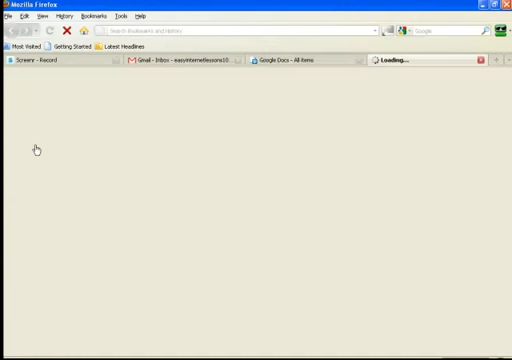 Mozilla Firefox
File Edit View History Bookmarks Tools Help
Search Bookmarks and History Google
Most Visited Getting Started Latest Headlines
Screenr - Record Gmail - Inbox - easyinternetlessons10 Google Docs - All items Loading...